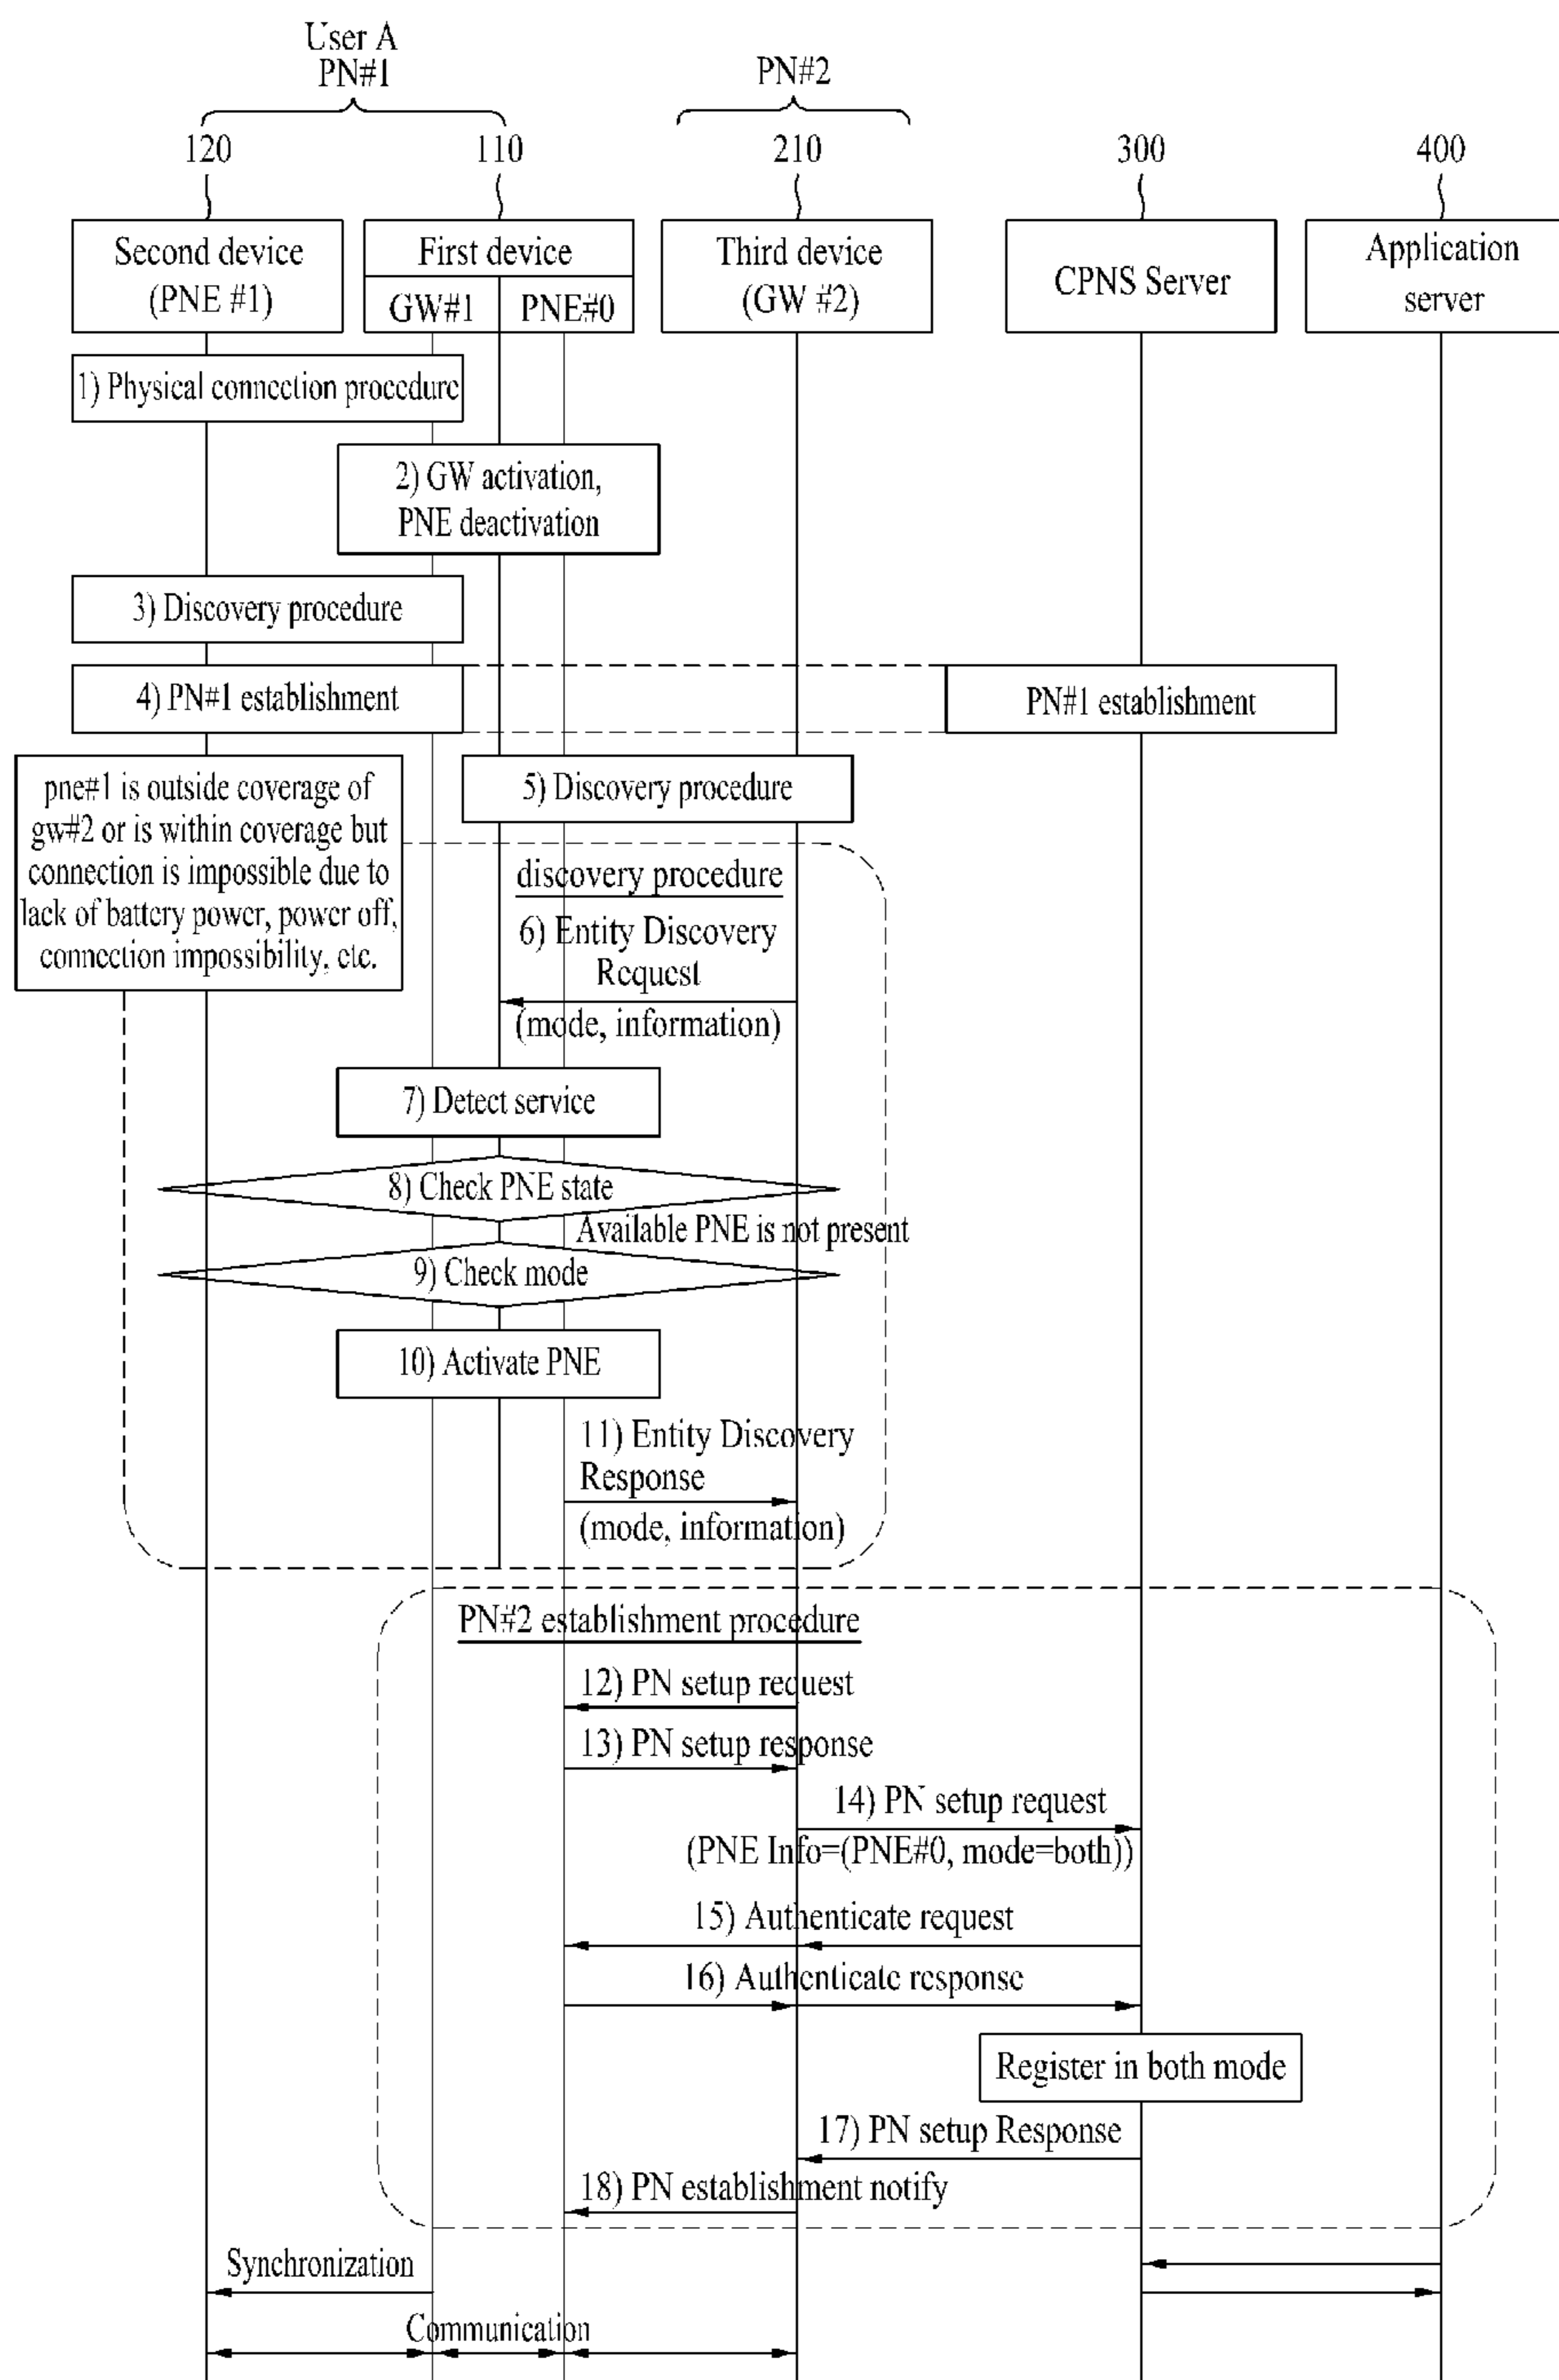 User A
PN#1
PN#2
120
110
210
300
400
Second device
(PNE #1)
First device
GW#1
PNE#0
Third device
(GW #2)
CPNS Server
Application
server
1) Physical connection procedure
2) GW activation,
PNE deactivation
3) Discovery procedure
4) PN#1 establishment
PN#1 establishment
pne#1 is outside coverage of
gw#2 or is within coverage but
connection is impossible due to
lack of battery power, power off,
connection impossibility, etc.
5) Discovery procedure
discovery procedure
6) Entity Discovery
Request
(mode, information)
7) Detect service
8) Check PNE state
Available PNE is not present
9) Check mode
10) Activate PNE
11) Entity Discovery
Response
(mode, information)
PN#2 establishment procedure
12) PN setup request
13) PN setup response
14) PN setup request
(PNE Info=(PNE#0, mode=both))
15) Authenticate request
16) Authenticate response
Register in both mode
17) PN setup Response
18) PN establishment notify
Synchronization
Communication